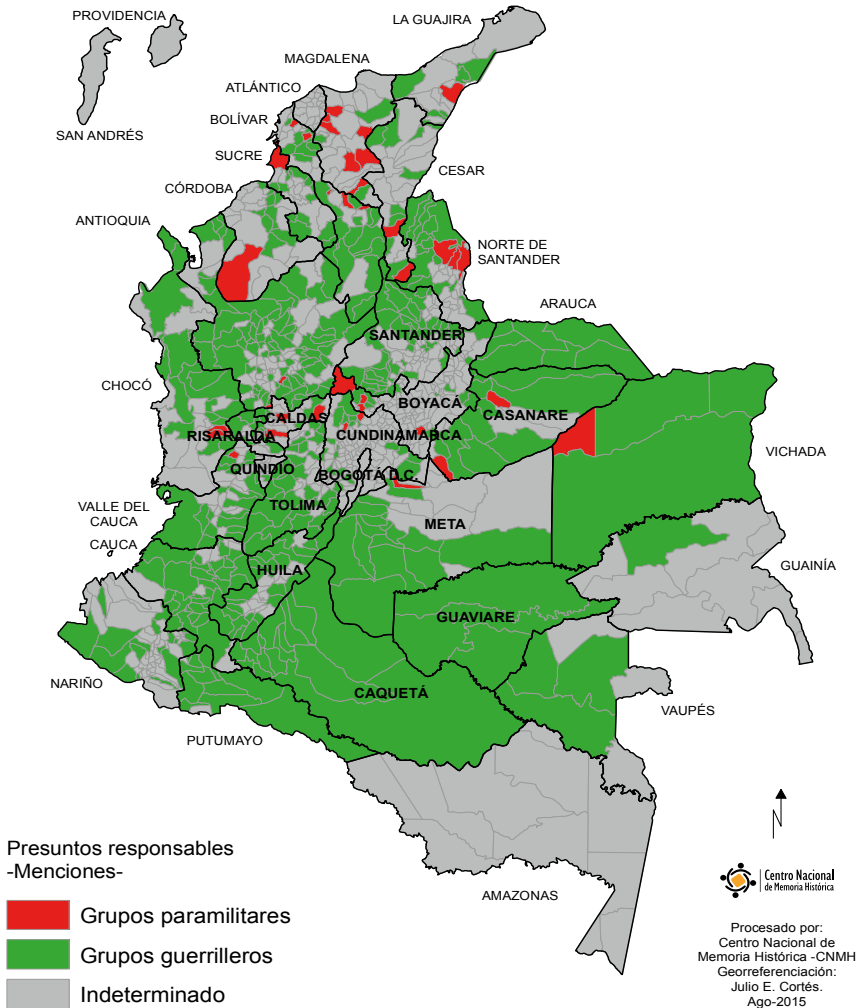 PROVIDENCIA
LA GUAJIRA
MAGDALENA
ATLÁNTICO
BOLÍVAR
SAN ANDRÉS
SUCRE
CESAR
CÓRDOBA
ANTIOQUIA
NORTE DE
SANTANDER
ARAUCA
SANTANDER
CHOCÓ
BOYACÁ
CASANARE
CALDAS
RISARALDA
CUNDINAMARCA
VICHADA
QUINDÍO
BOGOTÁ D.C.
TOLIMA
VALLE DEL
CAUCA
META
CAUCA
GUAINÍA
HUILA
GUAVIARE
NARIÑO
CAQUETÁ
VAUPÉS
PUTUMAYO
N
AMAZONAS
Presuntos responsables
-Menciones-
Grupos paramilitares
Grupos guerrilleros
Indeterminado
Centro Nacional
de Memoria Histórica
Procesado por:
Centro Nacional de
Memoria Histórica -CNMH
Georreferenciación:
Julio E. Cortés.
Ago-2015